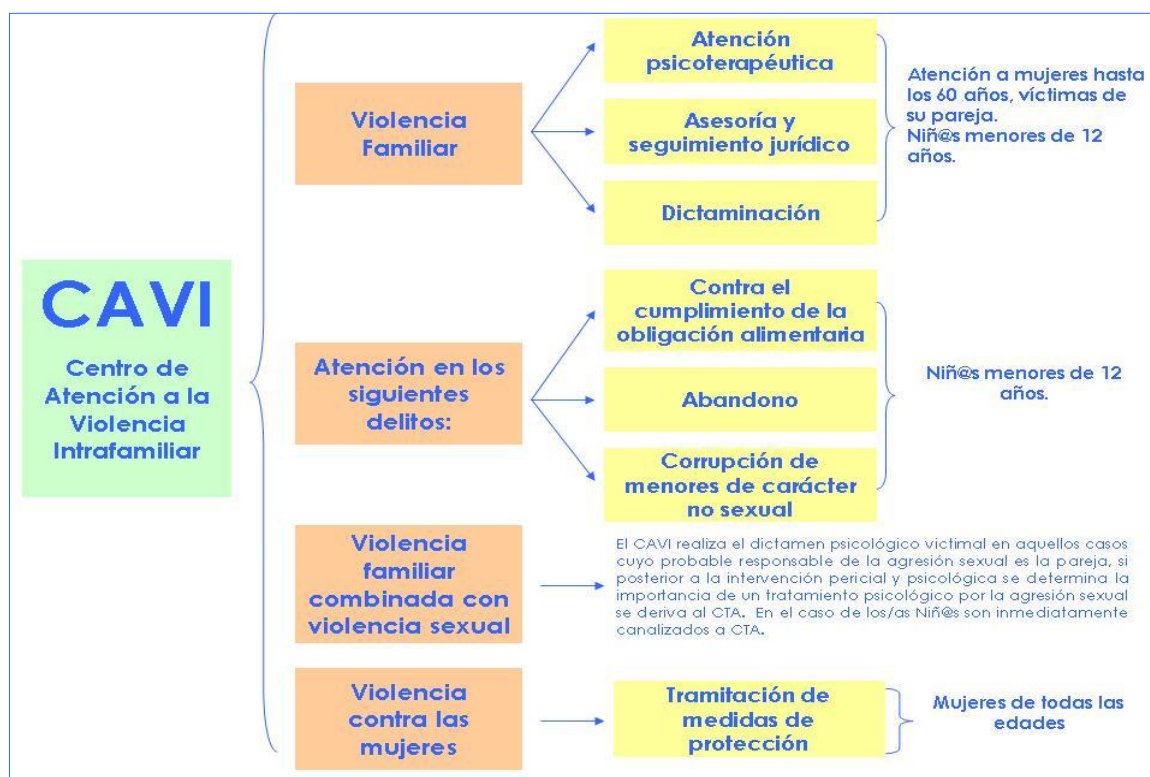 CAVI
Centro de
Atención a la
Violencia
Intrafamiliar
Violencia
Familiar
Atención
psicoterapéutica
Asesoría y
seguimiento jurídico
Dictaminación
Atención a mujeres hasta
los 60 años, víctimas de
su pareja.
Niñ@s menores de 12
años.
Atención en los
siguientes
delitos:
Contra el
cumplimiento de la
obligación alimentaria
Abandono
Corrupción de
menores de carácter
no sexual
Niñ@s menores de 12
años.
Violencia
familiar
combinada con
violencia sexual
El CAVI realiza el dictamen psicológico victimal en aquellos casos
cuyo probable responsable de la agresión sexual es la pareja, si
posterior a la intervención pericial y psicológica se determina la
importancia de un tratamiento psicológico por la agresión sexual
se deriva al CTA. En el caso de los/as Niñ@s son inmediatamente
canalizados a CTA.
Violencia
contra las
mujeres
Tramitación de
medidas de
protección
Mujeres de todas las
edades